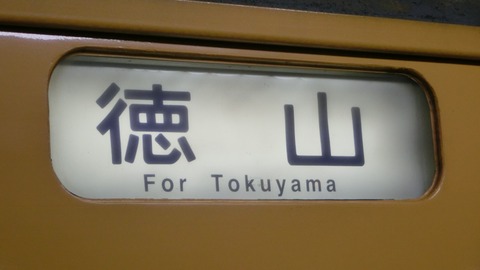 徳山
For Tokuyama